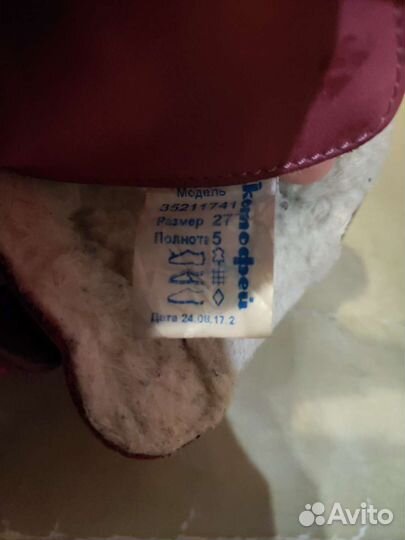 Модель
35211741
Размер 27
Полнота 5
Дата 24.08.17.2
Котофей
Avito